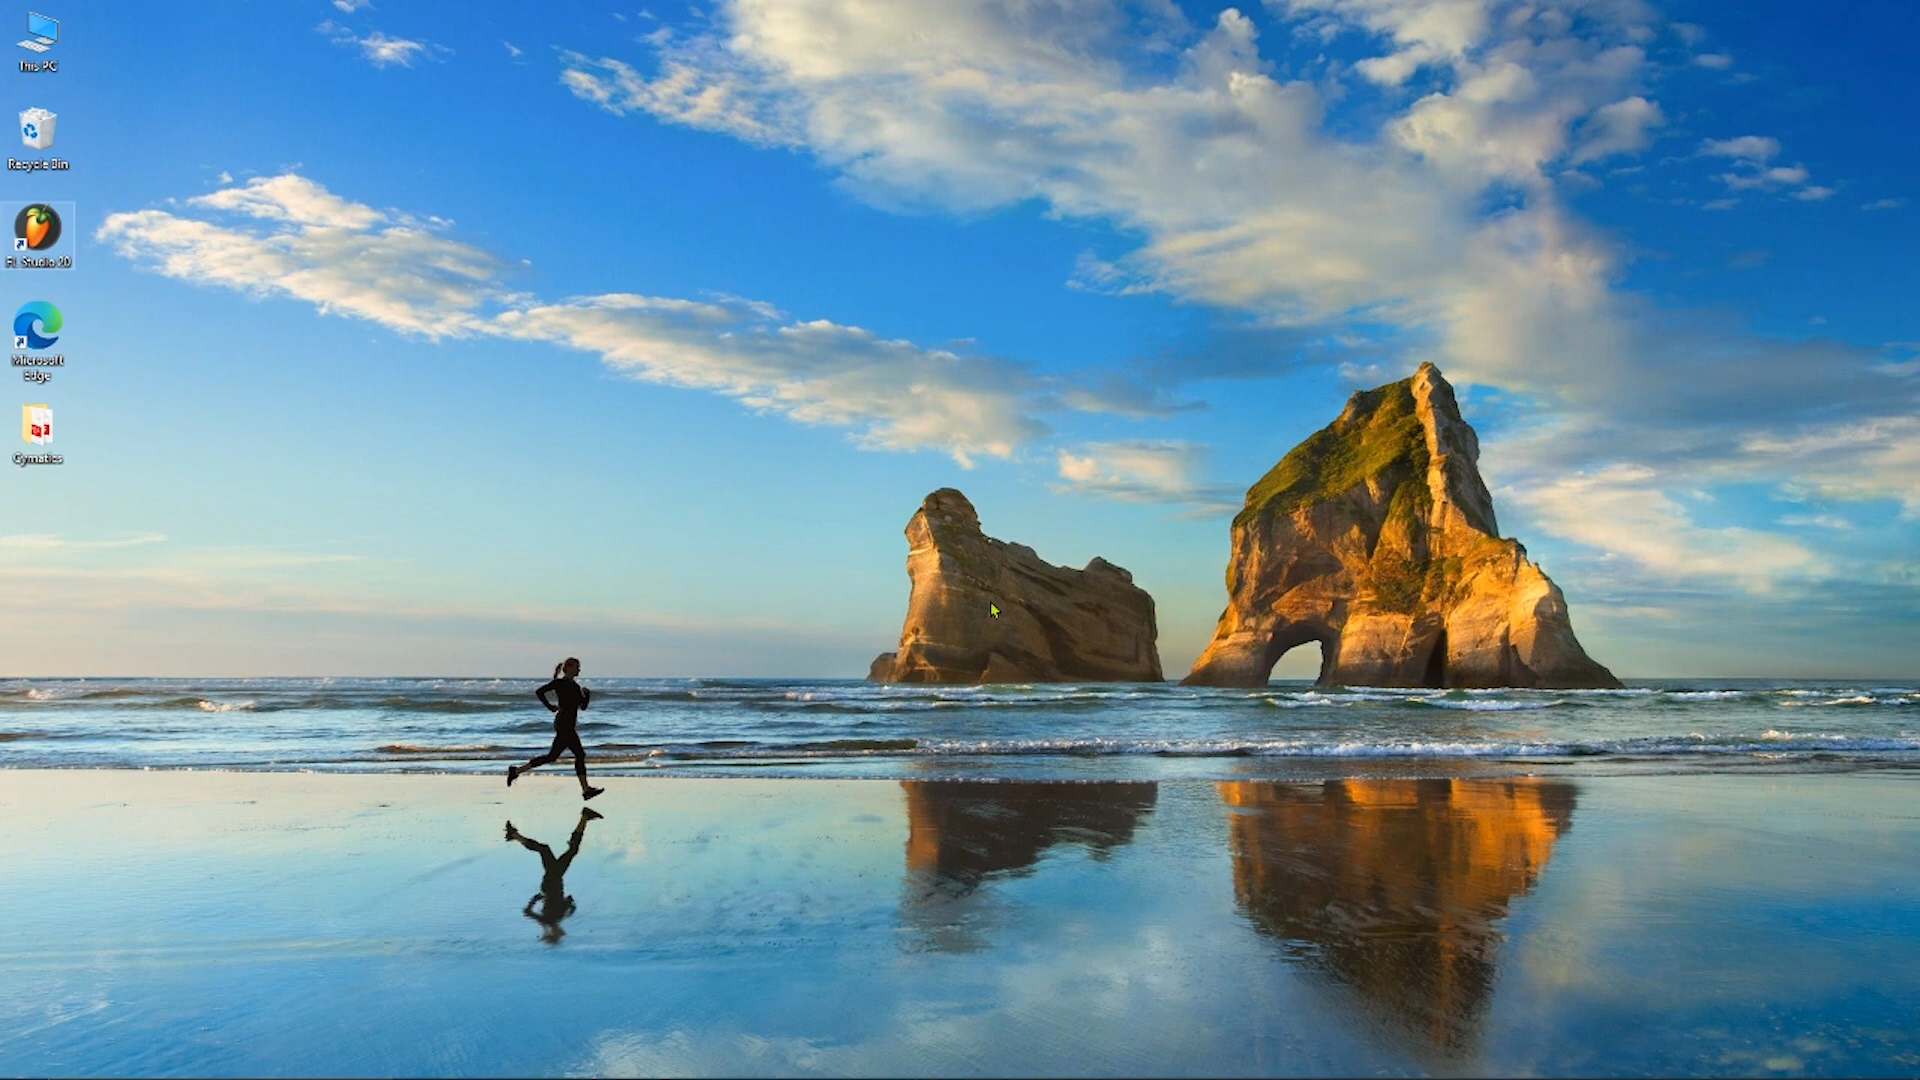 This PC
Recycle Bin
FL Studio 20
Microsoft
Edge
Cymatics